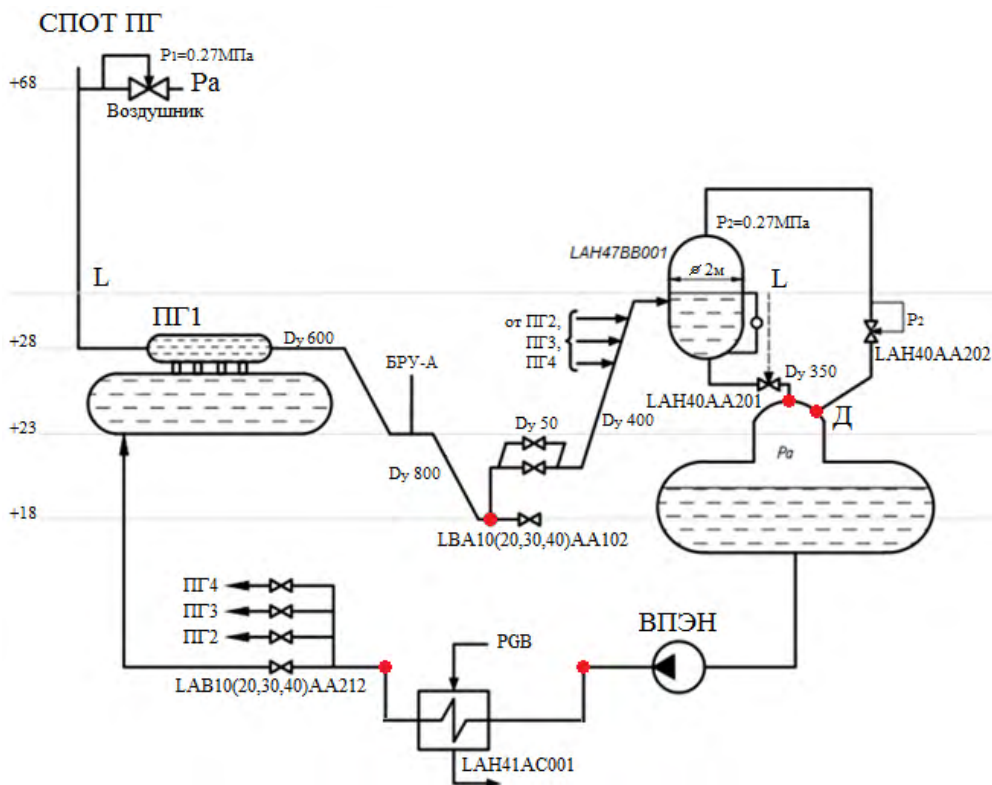 СПОТ ПГ
P1=0.27МПа
+68
Pa
Воздушник
P2=0.27МПа
LAH47BB001
⌀ 2м
L
L
ПГ1
от ПГ2,
ПГ3,
ПГ4
P2
+28
Dy 600
LAH40AA202
БРУ-А
Dy 350
LAH40AA201
Dy 50
Dy 400
Д
+23
Pa
Dy 800
+18
LBA10(20,30,40)AA102
ПГ4
ПГ3
ПГ2
PGB
ВПЭН
LAB10(20,30,40)AA212
LAH41AC001